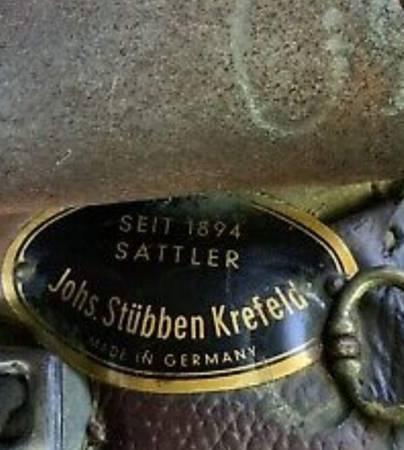 SEIT 1894
SATTLER
Johs. Stübben Krefeld
MADE IN GERMANY